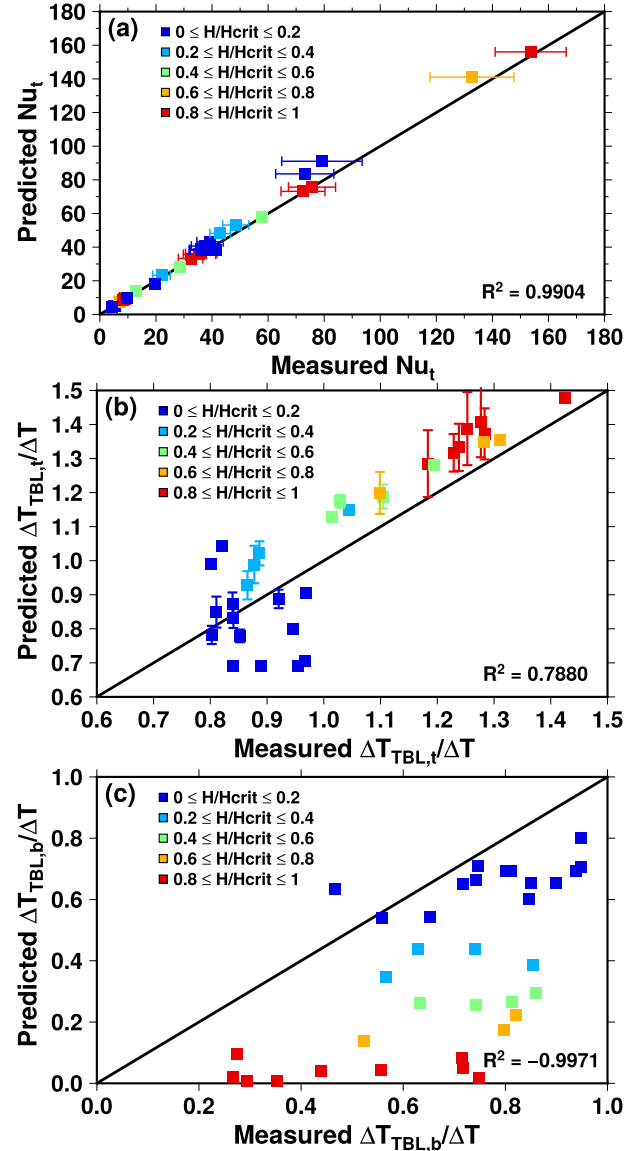 (a)
0 ≤ H/Hcrit ≤ 0.2
0.2 ≤ H/Hcrit ≤ 0.4
0.4 ≤ H/Hcrit ≤ 0.6
0.6 ≤ H/Hcrit ≤ 0.8
0.8 ≤ H/Hcrit ≤ 1
R² = 0.9904
Predicted Nuₜ
180
160
140
120
100
80
60
40
20
0
0 20 40 60 80 100 120 140 160 180
Measured Nuₜ
(b)
0 ≤ H/Hcrit ≤ 0.2
0.2 ≤ H/Hcrit ≤ 0.4
0.4 ≤ H/Hcrit ≤ 0.6
0.6 ≤ H/Hcrit ≤ 0.8
0.8 ≤ H/Hcrit ≤ 1
R² = 0.7880
Predicted ΔT_TBL,t/ΔT
1.5
1.4
1.3
1.2
1.1
1.0
0.9
0.8
0.7
0.6
0.6 0.7 0.8 0.9 1.0 1.1 1.2 1.3 1.4 1.5
Measured ΔT_TBL,t/ΔT
(c)
0 ≤ H/Hcrit ≤ 0.2
0.2 ≤ H/Hcrit ≤ 0.4
0.4 ≤ H/Hcrit ≤ 0.6
0.6 ≤ H/Hcrit ≤ 0.8
0.8 ≤ H/Hcrit ≤ 1
R² = −0.9971
Predicted ΔT_TBL,b/ΔT
1.0
0.8
0.6
0.4
0.2
0.0
0.0 0.2 0.4 0.6 0.8 1.0
Measured ΔT_TBL,b/ΔT